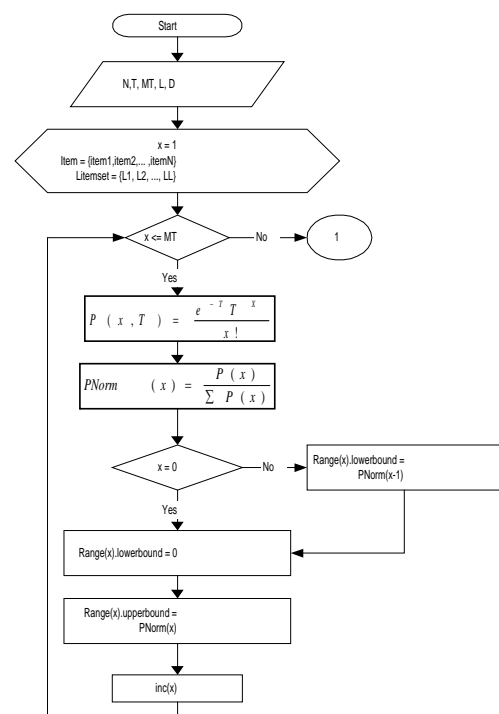 Start
N,T, MT, L, D
x = 1
Item = {item1,item2,... ,itemN}
Litemset = {L1, L2, ..., LL}
x <= MT
No
1
Yes
P ( x , T ) = e^{- T} T^{X} / x !
PNorm ( x ) = P ( x ) / ∑ P ( x )
x = 0
No
Range(x).lowerbound =
PNorm(x-1)
Yes
Range(x).lowerbound = 0
Range(x).upperbound =
PNorm(x)
inc(x)